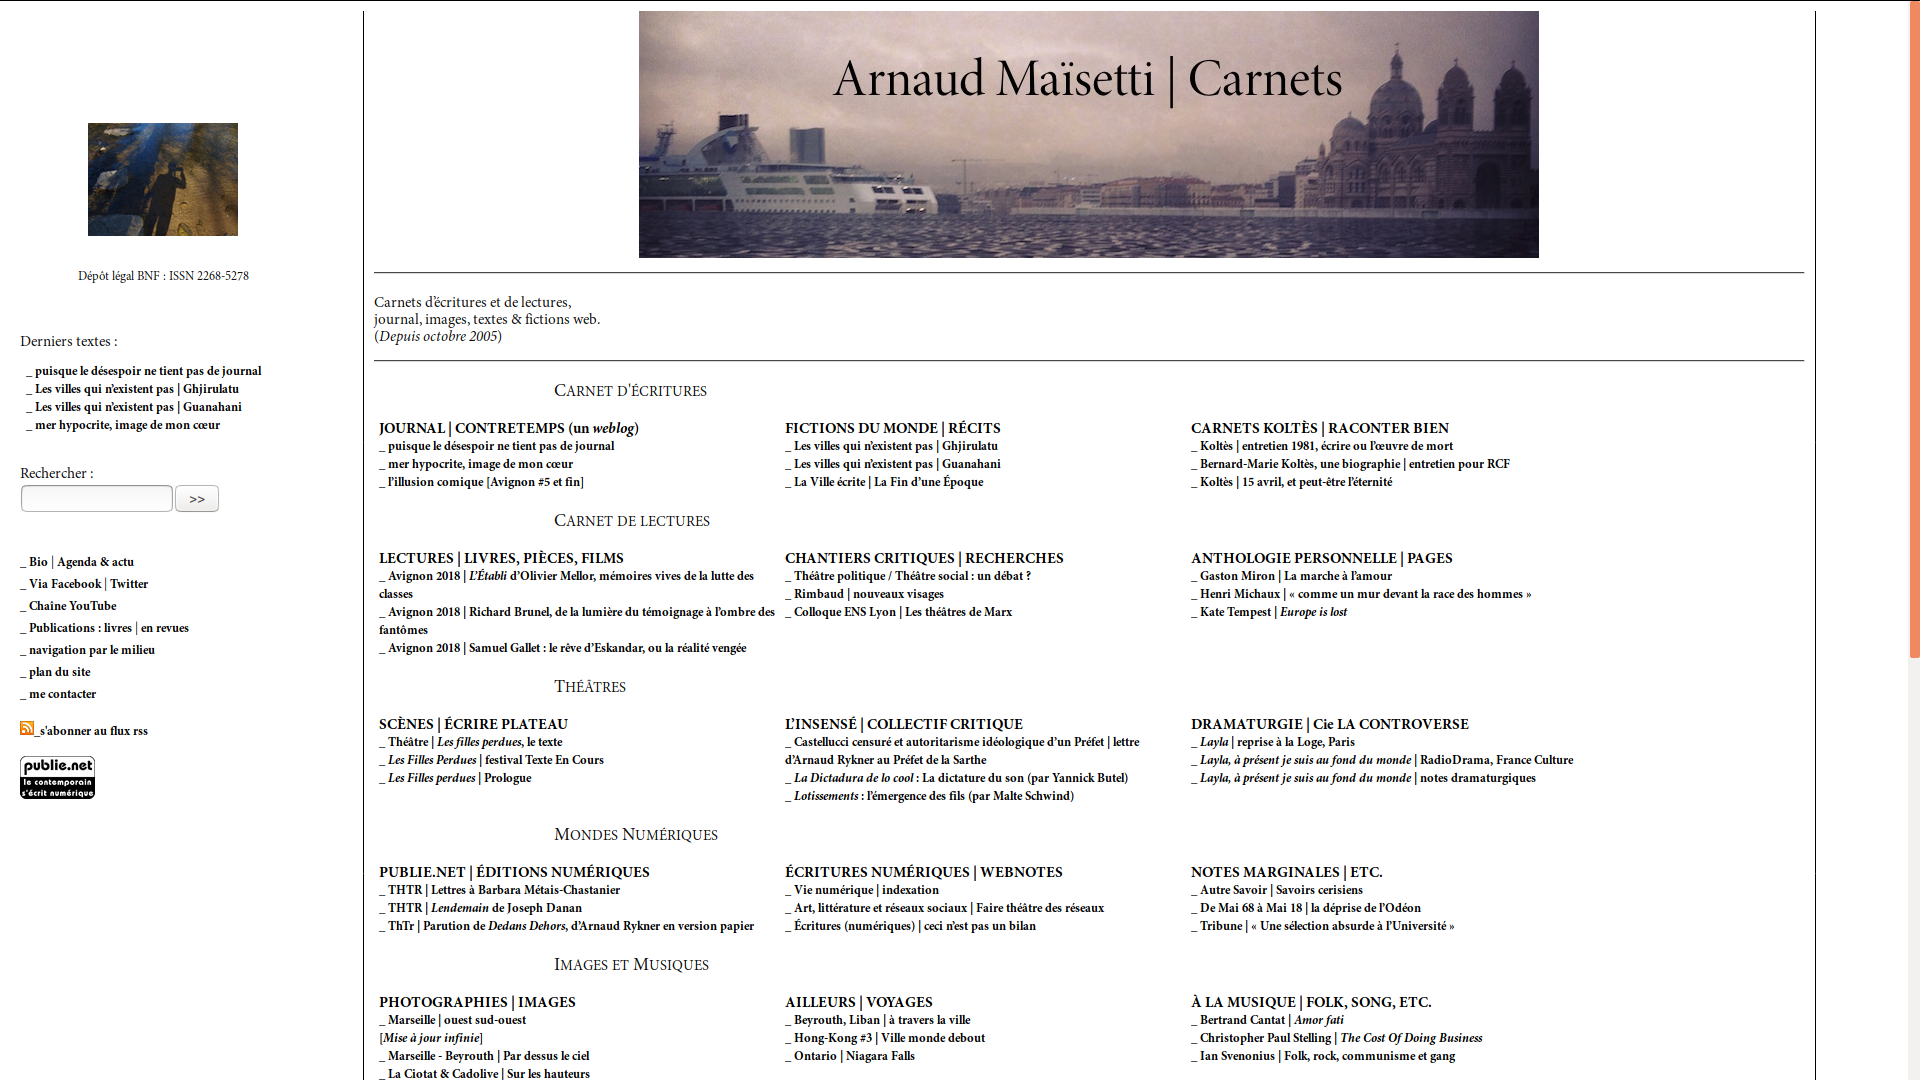 Arnaud Maïsetti | Carnets
Dépôt légal BNF : ISSN 2268-5278
Derniers textes :
_ puisque le désespoir ne tient pas de journal
_ Les villes qui n’existent pas | Ghjirulatu
_ Les villes qui n’existent pas | Guanahani
_ mer hypocrite, image de mon cœur
Rechercher :
>>
_ Bio | Agenda & actu
_ Via Facebook | Twitter
_ Chaîne YouTube
_ Publications : livres | en revues
_ navigation par le milieu
_ plan du site
_ me contacter
_s'abonner au flux rss
publie.net
le contemporain
s'écrit numérique
Carnets d’écritures et de lectures,
journal, images, textes & fictions web.
(Depuis octobre 2005)
Carnet d'écritures
JOURNAL | CONTRETEMPS (un weblog)
_ puisque le désespoir ne tient pas de journal
_ mer hypocrite, image de mon cœur
_ l’illusion comique [Avignon #5 et fin]
FICTIONS DU MONDE | RÉCITS
_ Les villes qui n’existent pas | Ghjirulatu
_ Les villes qui n’existent pas | Guanahani
_ La Ville écrite | La Fin d’une Époque
CARNETS KOLTÈS | RACONTER BIEN
_ Koltès | entretien 1981, écrire ou l’œuvre de mort
_ Bernard-Marie Koltès, une biographie | entretien pour RCF
_ Koltès | 15 avril, et peut-être l’éternité
Carnet de lectures
LECTURES | LIVRES, PIÈCES, FILMS
_ Avignon 2018 | L’Établi d’Olivier Mellor, mémoires vives de la lutte des
classes
_ Avignon 2018 | Richard Brunel, de la lumière du témoignage à l’ombre des
fantômes
_ Avignon 2018 | Samuel Gallet : le rêve d’Eskandar, ou la réalité vengée
CHANTIERS CRITIQUES | RECHERCHES
_ Théâtre politique / Théâtre social : un débat ?
_ Rimbaud | nouveaux visages
_ Colloque ENS Lyon | Les théâtres de Marx
ANTHOLOGIE PERSONNELLE | PAGES
_ Gaston Miron | La marche à l’amour
_ Henri Michaux | « comme un mur devant la race des hommes »
_ Kate Tempest | Europe is lost
Théâtres
SCÈNES | ÉCRIRE PLATEAU
_ Théâtre | Les filles perdues, le texte
_ Les Filles Perdues | festival Texte En Cours
_ Les Filles perdues | Prologue
L’INSENSÉ | COLLECTIF CRITIQUE
_ Castellucci censuré et autoritarisme idéologique d’un Préfet | lettre
d’Arnaud Rykner au Préfet de la Sarthe
_ La Dictadura de lo cool : La dictature du son (par Yannick Butel)
_ Lotissements : l’émergence des fils (par Malte Schwind)
DRAMATURGIE | Cie LA CONTROVERSE
_ Layla | reprise à la Loge, Paris
_ Layla, à présent je suis au fond du monde | RadioDrama, France Culture
_ Layla, à présent je suis au fond du monde | notes dramaturgiques
Mondes Numériques
PUBLIE.NET | ÉDITIONS NUMÉRIQUES
_ THTR | Lettres à Barbara Métais-Chastanier
_ THTR | Lendemain de Joseph Danan
_ ThTr | Parution de Dedans Dehors, d’Arnaud Rykner en version papier
ÉCRITURES NUMÉRIQUES | WEBNOTES
_ Vie numérique | indexation
_ Art, littérature et réseaux sociaux | Faire théâtre des réseaux
_ Écritures (numériques) | ceci n’est pas un bilan
NOTES MARGINALES | ETC.
_ Autre Savoir | Savoirs cerisiens
_ De Mai 68 à Mai 18 | la déprise de l’Odéon
_ Tribune | « Une sélection absurde à l’Université »
Images et Musiques
PHOTOGRAPHIES | IMAGES
_ Marseille | ouest sud-ouest
[Mise à jour infinie]
_ Marseille - Beyrouth | Par dessus le ciel
_ La Ciotat & Cadolive | Sur les hauteurs
AILLEURS | VOYAGES
_ Beyrouth, Liban | à travers la ville
_ Hong-Kong #3 | Ville monde debout
_ Ontario | Niagara Falls
À LA MUSIQUE | FOLK, SONG, ETC.
_ Bertrand Cantat | Amor fati
_ Christopher Paul Stelling | The Cost Of Doing Business
_ Ian Svenonius | Folk, rock, communisme et gang